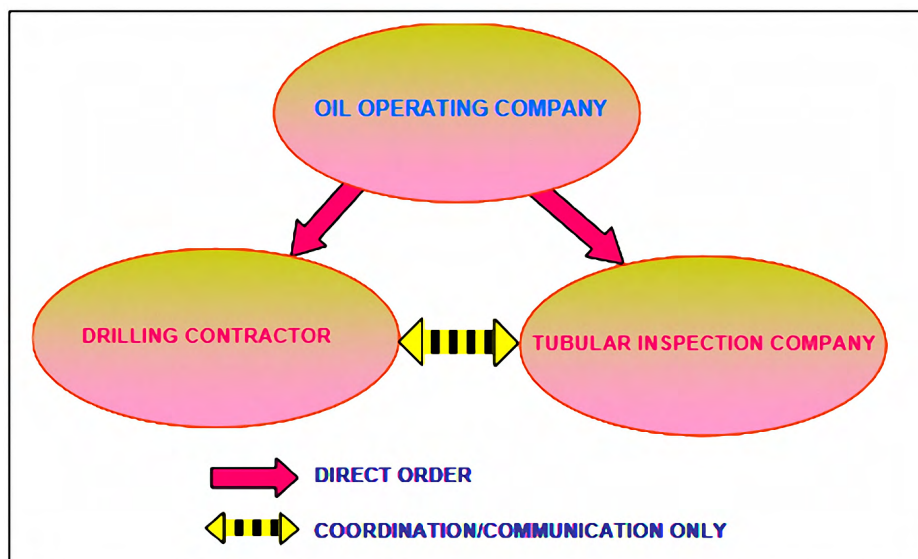 OIL OPERATING COMPANY
DRILLING CONTRACTOR
TUBULAR INSPECTION COMPANY
DIRECT ORDER
COORDINATION/COMMUNICATION ONLY